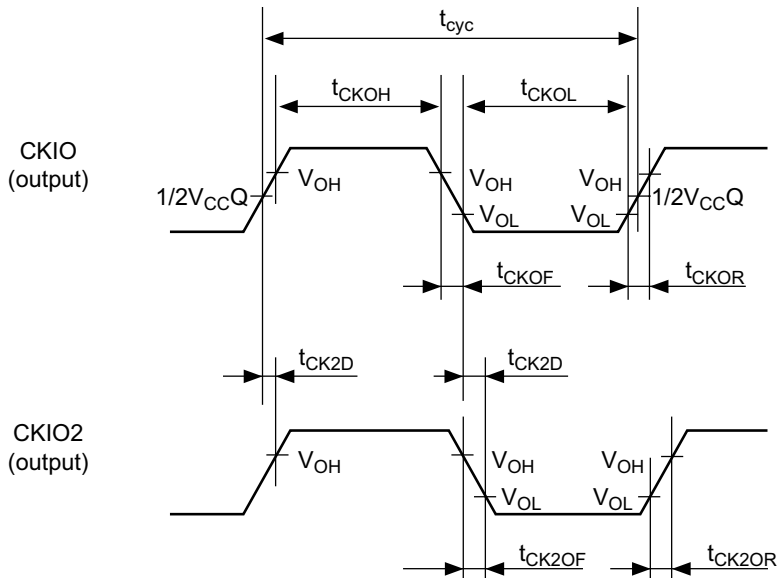 tcyc
tCKOH
tCKOL
CKIO
(output)
VOH
VOH
VOH
1/2VCCQ
1/2VCCQ
VOL
VOL
tCKOF
tCKOR
tCK2D
tCK2D
CKIO2
(output)
VOH
VOH
VOH
VOL
VOL
tCK2OF
tCK2OR